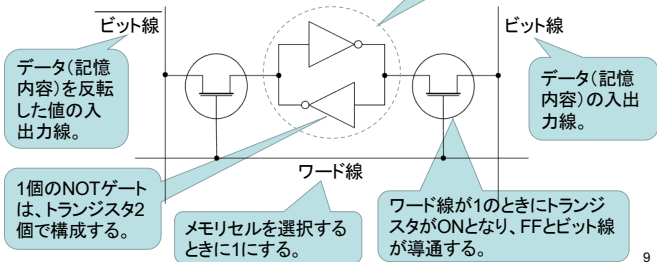 ビット線
ビット線
データ(記憶
内容)を反転
した値の入
出力線。
データ(記憶
内容)の入出
力線。
ワード線
1個のNOTゲート
は、トランジスタ2
個で構成する。
メモリセルを選択する
ときに1にする。
ワード線が1のときにトランジ
スタがONとなり、FFとビット線
が導通する。
9